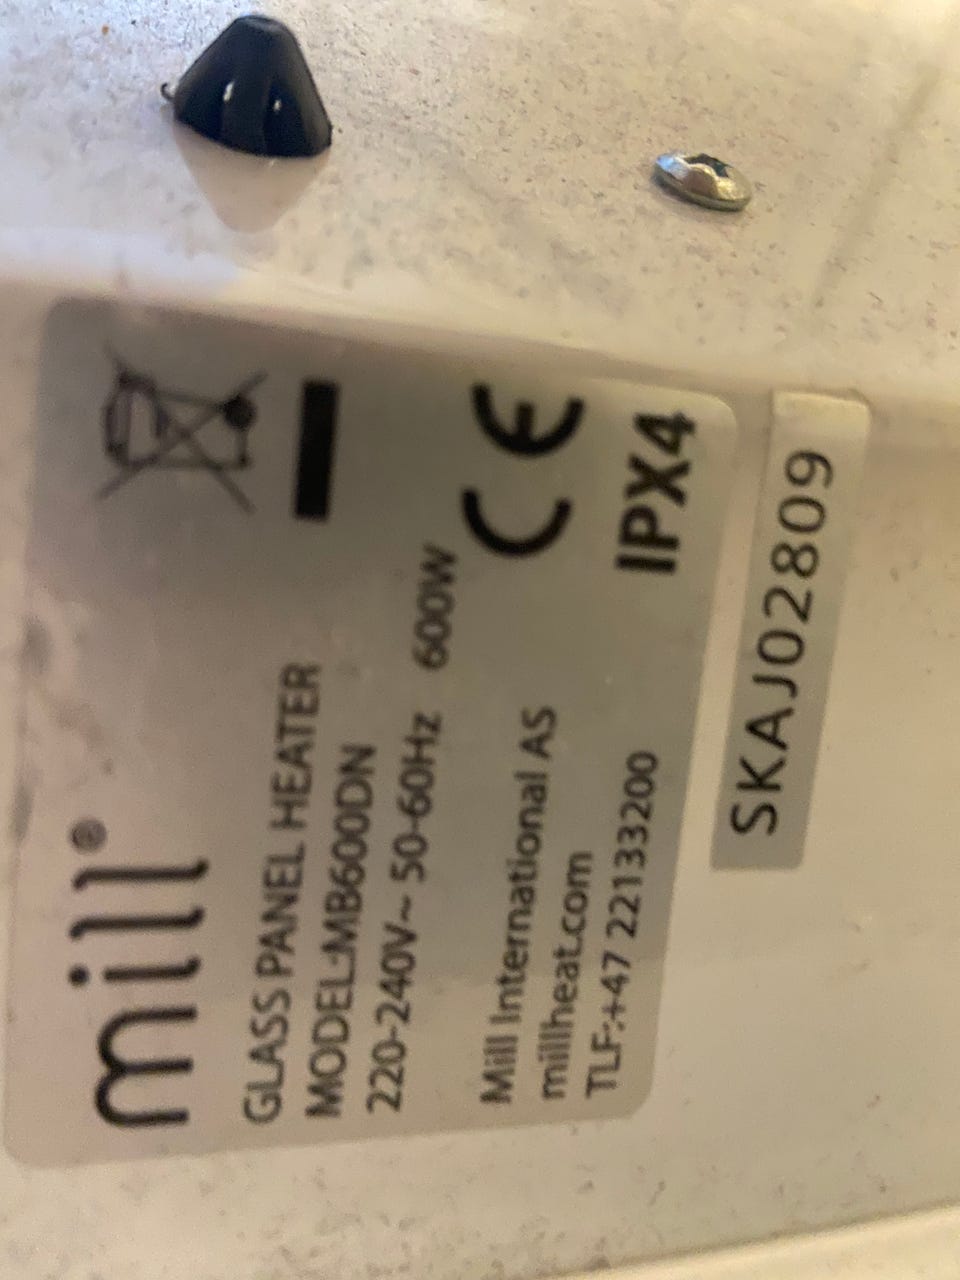 mill®
GLASS PANEL HEATER
MODEL:MB600DN
220-240V~ 50-60Hz 600W
Mill International AS
millheat.com
TLF:+47 22133200
CE
IPX4
SKAJ02809